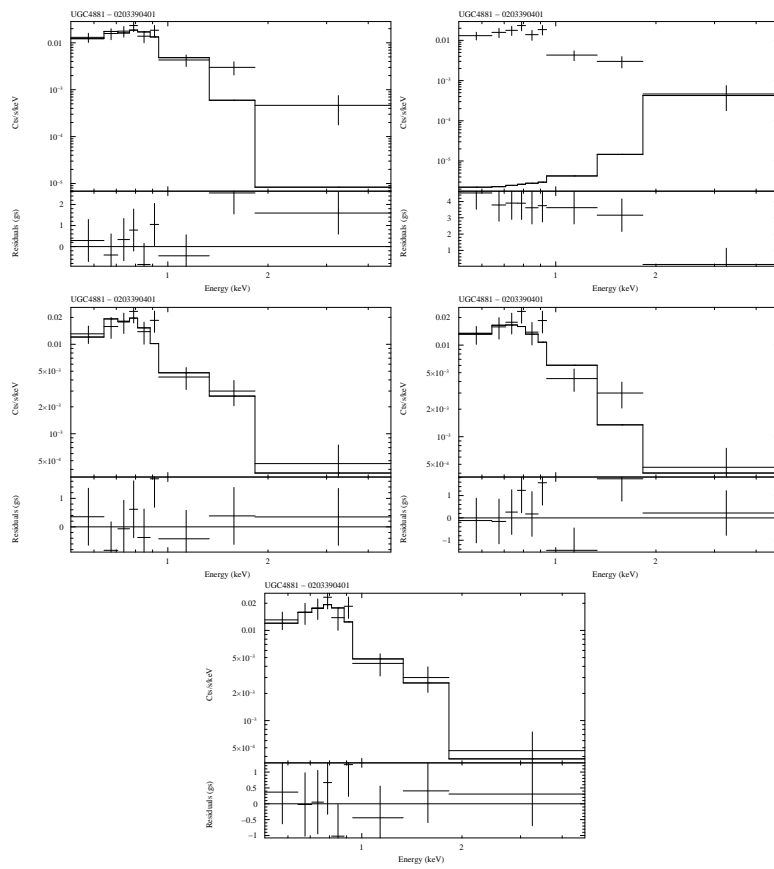 UGC4881 − 0203390401
Cts/s/keV
0.01
10⁻³
10⁻⁴
10⁻⁵
Residuals (gs)
2
1
0
1 2
Energy (keV)
UGC4881 − 0203390401
Cts/s/keV
0.01
10⁻³
10⁻⁴
10⁻⁵
Residuals (gs)
4
3
2
1
1 2
Energy (keV)
UGC4881 − 0203390401
Cts/s/keV
0.02
0.01
5×10⁻³
2×10⁻³
10⁻³
5×10⁻⁴
Residuals (gs)
1
0
1 2
Energy (keV)
UGC4881 − 0203390401
Cts/s/keV
0.02
0.01
5×10⁻³
2×10⁻³
10⁻³
5×10⁻⁴
Residuals (gs)
1
0
−1
1 2
Energy (keV)
UGC4881 − 0203390401
Cts/s/keV
0.02
0.01
5×10⁻³
2×10⁻³
10⁻³
5×10⁻⁴
Residuals (gs)
1
0.5
0
−0.5
−1
1 2
Energy (keV)